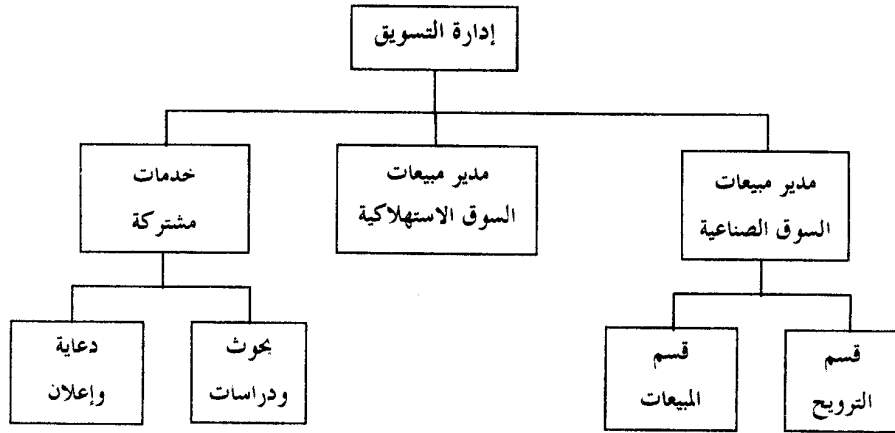 إدارة التسويق
مدير مبيعات
السوق الصناعية
مدير مبيعات
السوق الاستهلاكية
خدمات
مشتركة
قسم
الترويح
قسم
المبيعات
بحوث
ودراسات
دعاية
وإعلان